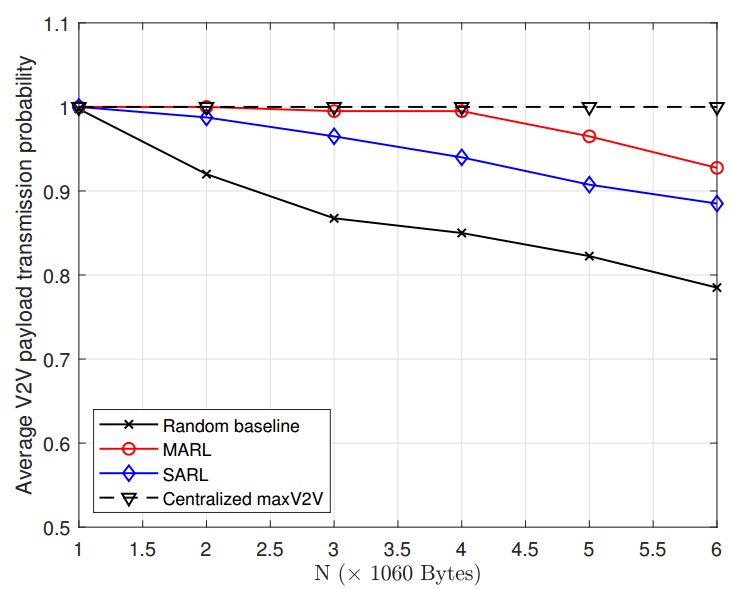 Average V2V payload transmission probability
1.1
1
0.9
0.8
0.7
0.6
0.5
Random baseline
MARL
SARL
Centralized maxV2V
1 1.5 2 2.5 3 3.5 4 4.5 5 5.5 6
N (× 1060 Bytes)